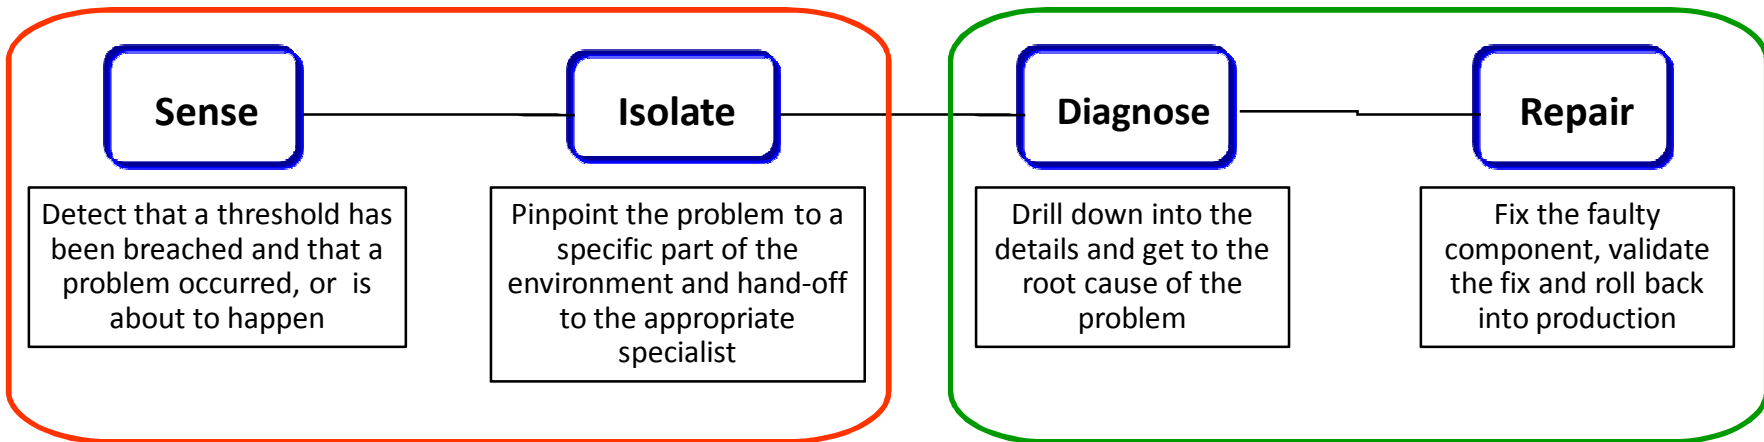 Sense
Isolate
Diagnose
Repair
Detect that a threshold has
been breached and that a
problem occurred, or is
about to happen
Pinpoint the problem to a
specific part of the
environment and hand-off
to the appropriate
specialist
Drill down into the
details and get to the
root cause of the
problem
Fix the faulty
component, validate
the fix and roll back
into production